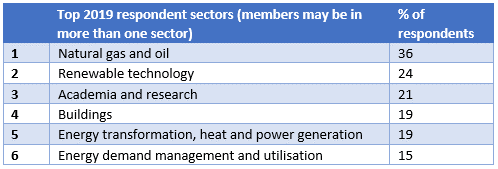 Top 2019 respondent sectors (members may be in more than one sector) % of respondents
1 Natural gas and oil 36
2 Renewable technology 24
3 Academia and research 21
4 Buildings 19
5 Energy transformation, heat and power generation 19
6 Energy demand management and utilisation 15